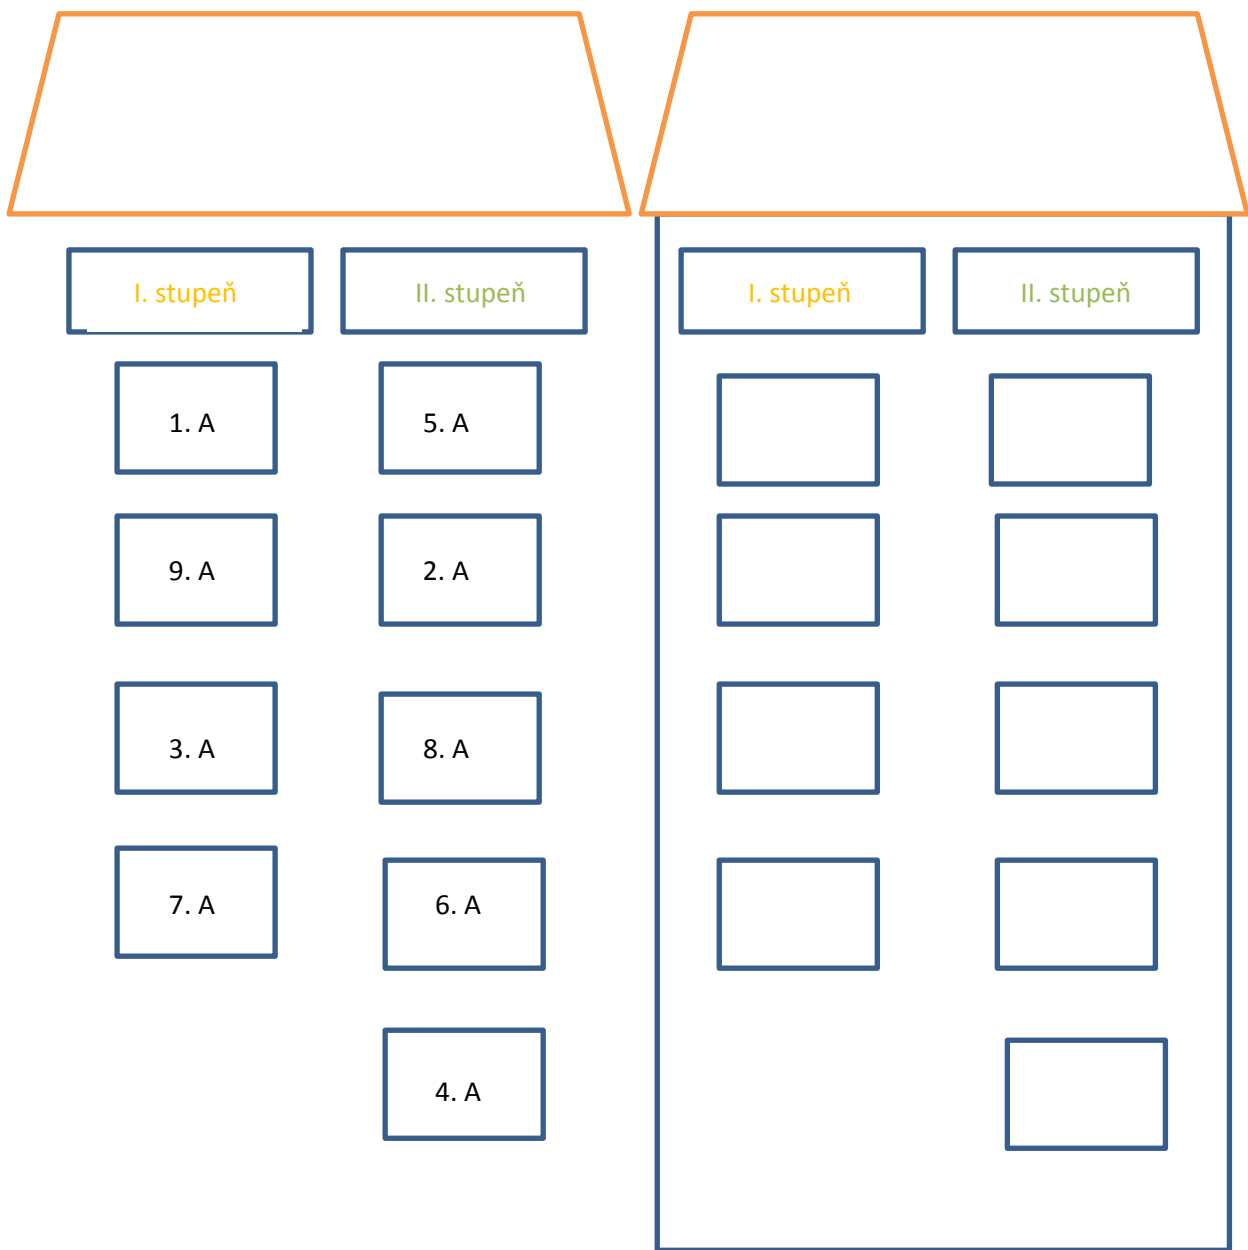 I. stupeň
II. stupeň
I. stupeň
II. stupeň
1. A
5. A
9. A
2. A
3. A
8. A
7. A
6. A
4. A